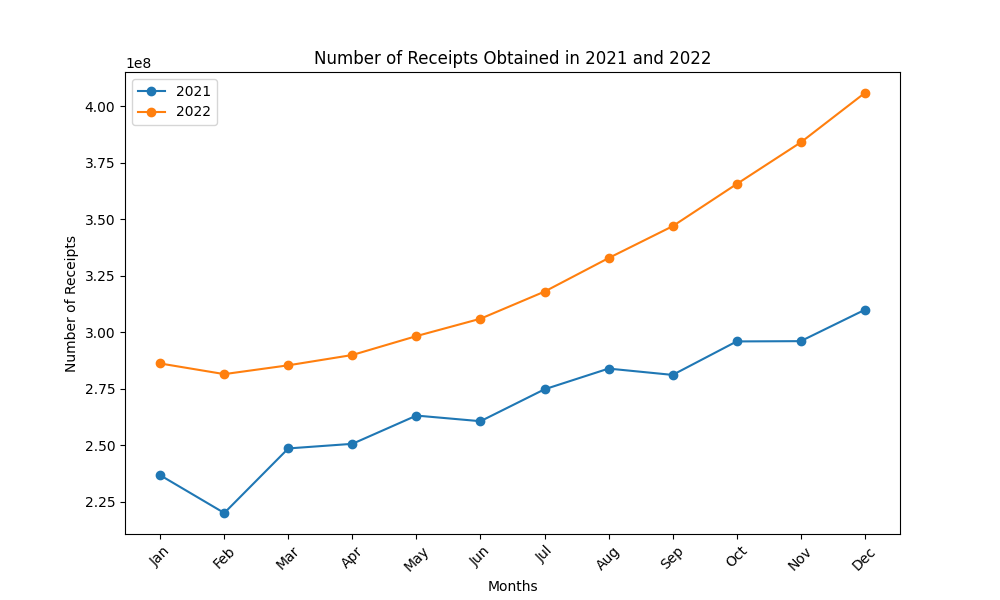 Number of Receipts Obtained in 2021 and 2022
1e8
2021
2022
4.00
3.75
3.50
3.25
3.00
2.75
2.50
2.25
Number of Receipts
Jan Feb Mar Apr May Jun Jul Aug Sep Oct Nov Dec
Months